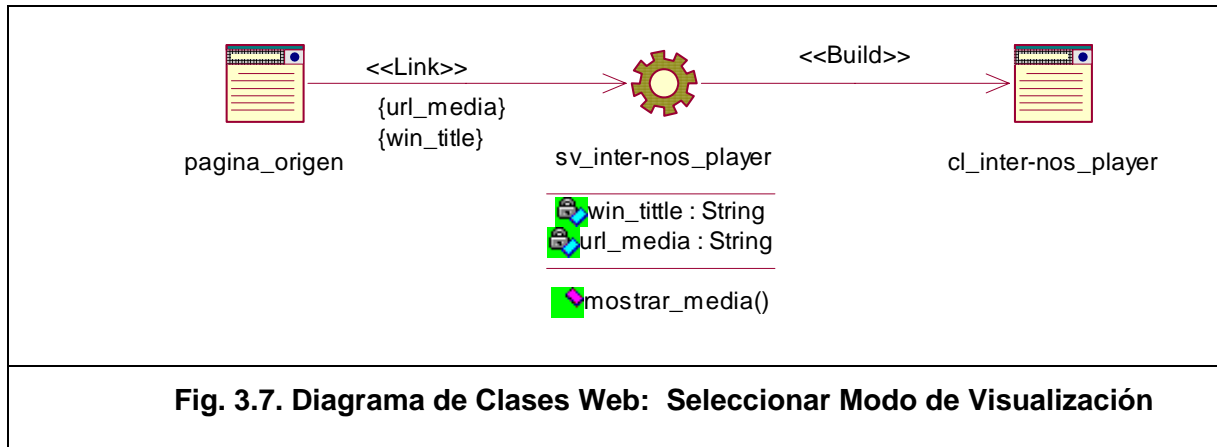 <<Link>>
{url_media}
{win_title}
<<Build>>
pagina_origen
sv_inter-nos_player
cl_inter-nos_player
win_tittle : String
url_media : String
mostrar_media()
Fig. 3.7. Diagrama de Clases Web: Seleccionar Modo de Visualización